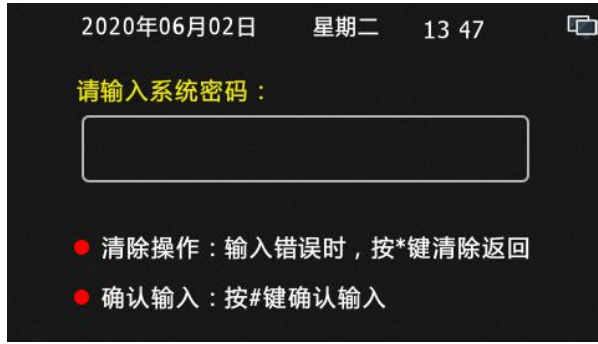 2020年06月02日 星期二 13 47
请输入系统密码：
清除操作：输入错误时，按*键清除返回
确认输入：按#键确认输入